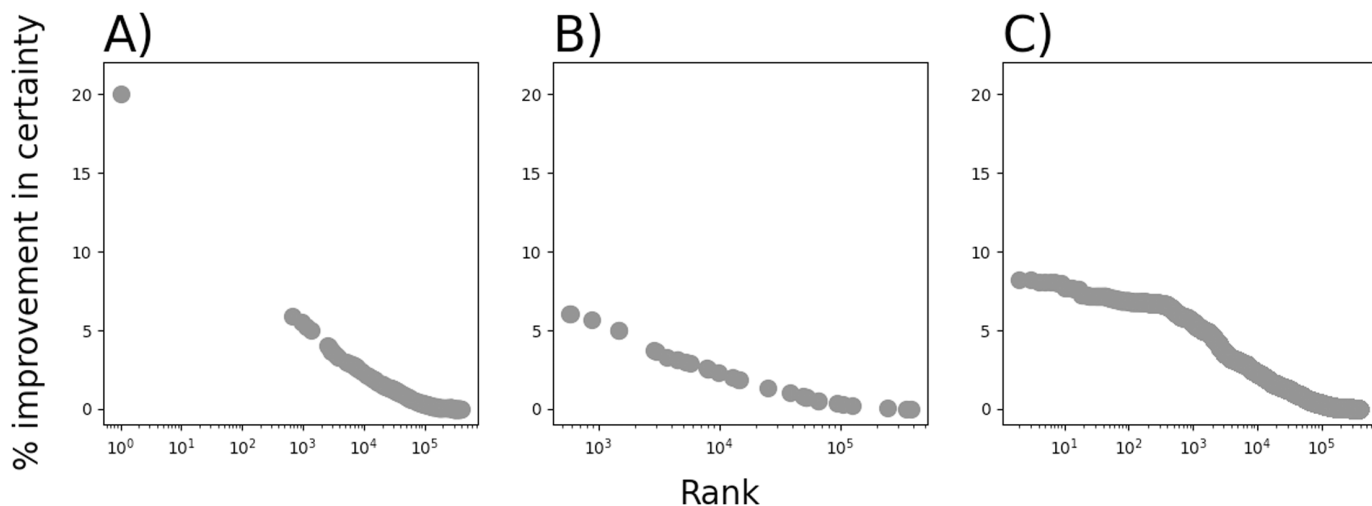 A) B) C)
% improvement in certainty
20 20 20
15 15 15
10 10 10
5 5 5
0 0 0
10⁰ 10¹ 10² 10³ 10⁴ 10⁵ 10³ 10⁴ 10⁵ 10¹ 10² 10³ 10⁴ 10⁵
Rank